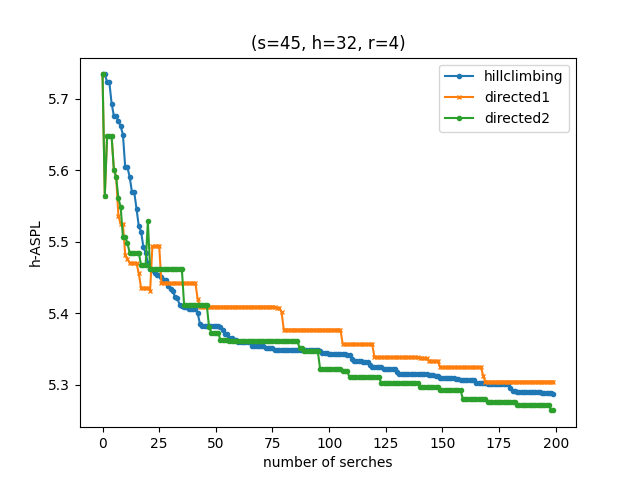 (s=45, h=32, r=4)
hillclimbing
directed1
directed2
h-ASPL
5.7
5.6
5.5
5.4
5.3
0
25
50
75
100
125
150
175
200
number of serches